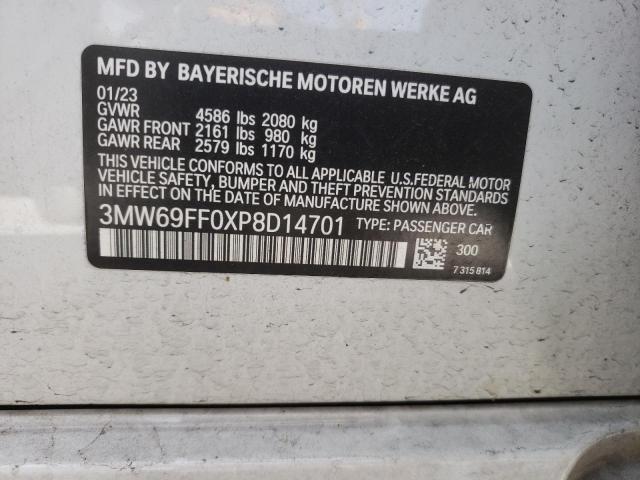 MFD BY BAYERISCHE MOTOREN WERKE AG
01/23
GVWR 4586 lbs 2080 kg
GAWR FRONT 2161 lbs 980 kg
GAWR REAR 2579 lbs 1170 kg
THIS VEHICLE CONFORMS TO ALL APPLICABLE U.S.FEDERAL MOTOR
VEHICLE SAFETY, BUMPER AND THEFT PREVENTION STANDARDS
IN EFFECT ON THE DATE OF MANUFACTURE SHOWN ABOVE.
3MW69FF0XP8D14701 TYPE: PASSENGER CAR
300
7 315 814